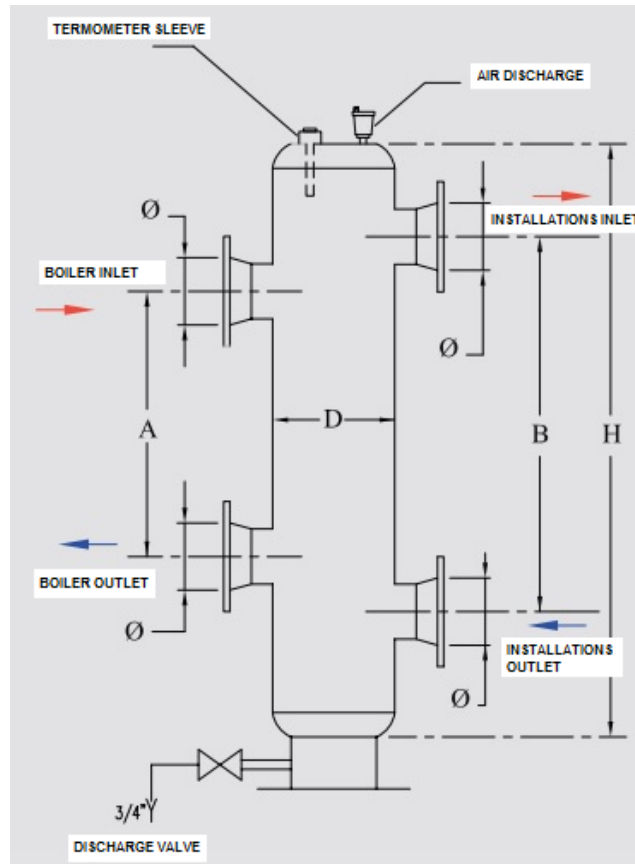 TERMOMETER SLEEVE
AIR DISCHARGE
Ø
INSTALLATIONS INLET
BOILER INLET
Ø
A
D
B
H
BOILER OUTLET
Ø
INSTALLATIONS
OUTLET
Ø
3/4"
DISCHARGE VALVE